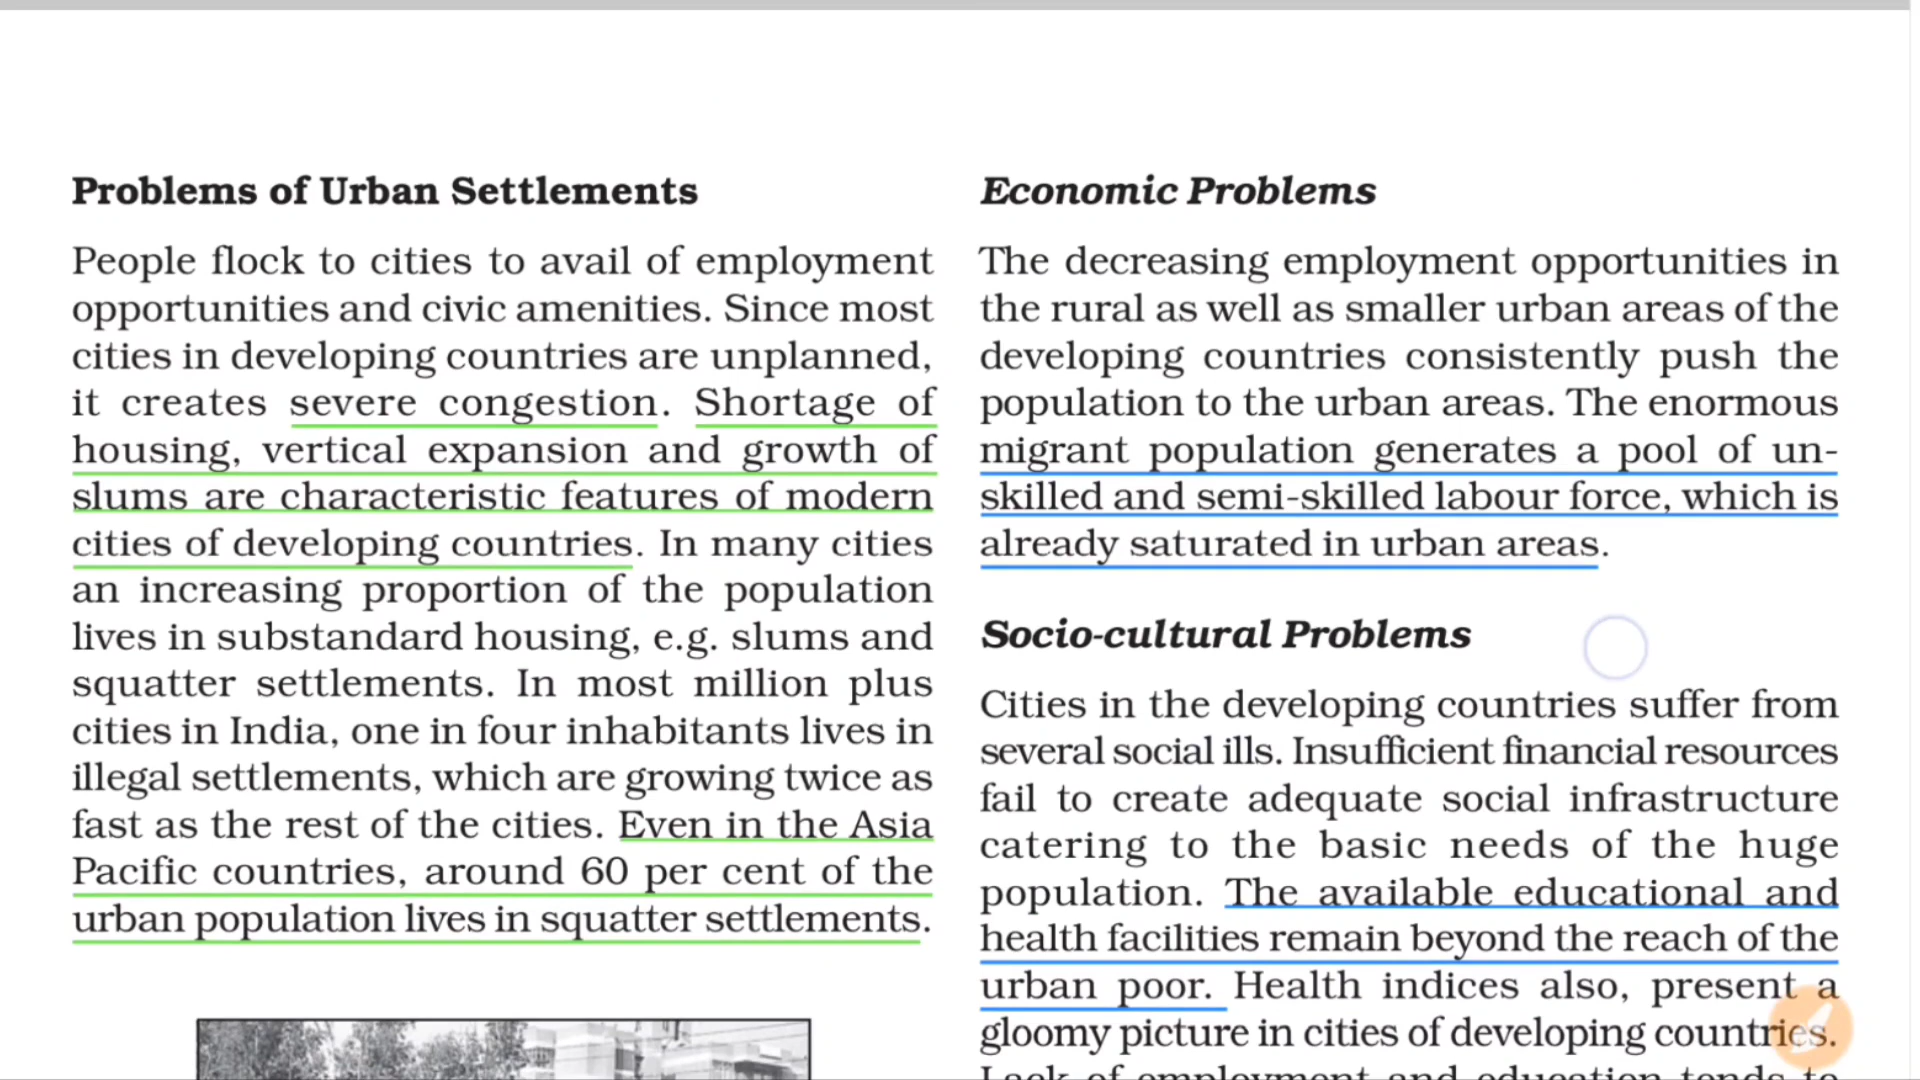 Problems of Urban Settlements
People flock to cities to avail of employment
opportunities and civic amenities. Since most
cities in developing countries are unplanned,
it creates severe congestion. Shortage of
housing, vertical expansion and growth of
slums are characteristic features of modern
cities of developing countries. In many cities
an increasing proportion of the population
lives in substandard housing, e.g. slums and
squatter settlements. In most million plus
cities in India, one in four inhabitants lives in
illegal settlements, which are growing twice as
fast as the rest of the cities. Even in the Asia
Pacific countries, around 60 per cent of the
urban population lives in squatter settlements.
Economic Problems
The decreasing employment opportunities in
the rural as well as smaller urban areas of the
developing countries consistently push the
population to the urban areas. The enormous
migrant population generates a pool of un-
skilled and semi-skilled labour force, which is
already saturated in urban areas.
Socio-cultural Problems
Cities in the developing countries suffer from
several social ills. Insufficient financial resources
fail to create adequate social infrastructure
catering to the basic needs of the huge
population. The available educational and
health facilities remain beyond the reach of the
urban poor. Health indices also, present a
gloomy picture in cities of developing countries.
Lack of employment and education tends to